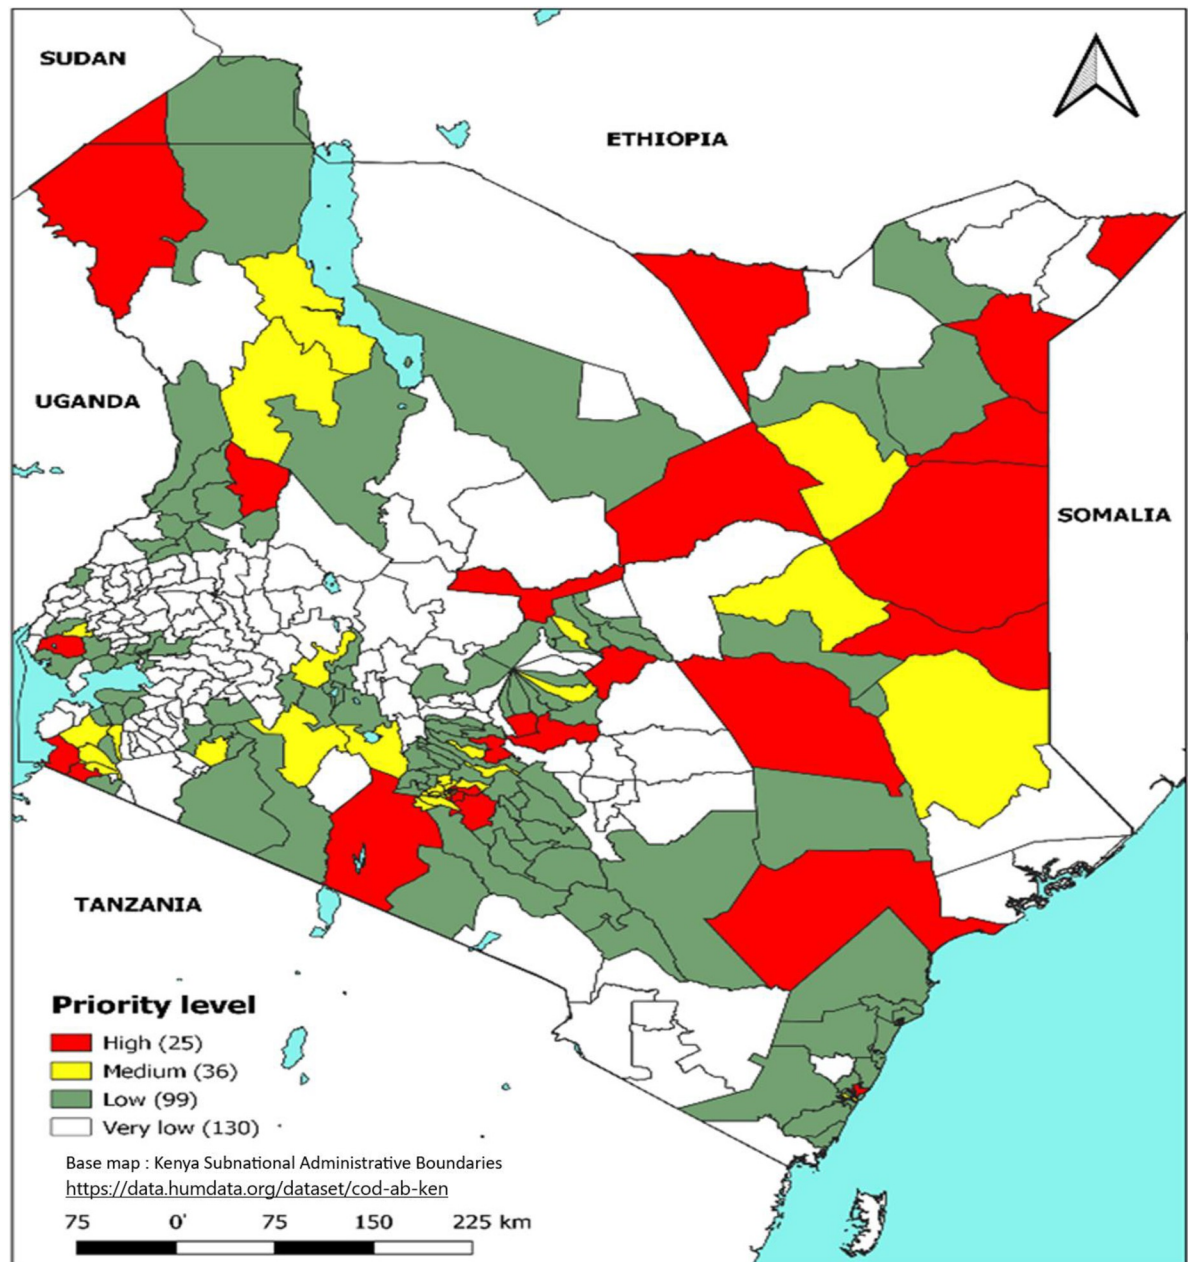 SUDAN
ETHIOPIA
UGANDA
SOMALIA
TANZANIA
Priority level
High (25)
Medium (36)
Low (99)
Very low (130)
Base map : Kenya Subnational Administrative Boundaries
https://data.humdata.org/dataset/cod-ab-ken
75 0' 75 150 225 km